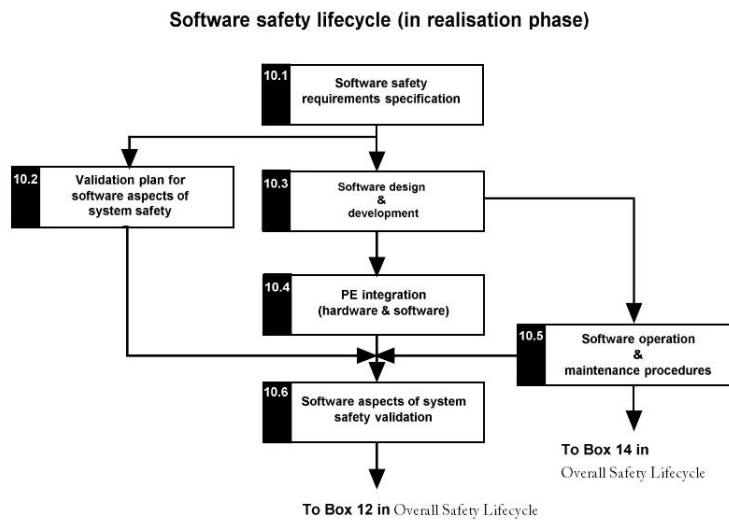 Software safety lifecycle (in realisation phase)
10.1
Software safety
requirements specification
10.2
Validation plan for
software aspects of
system safety
10.3
Software design
&
development
10.4
PE integration
(hardware & software)
10.5
Software operation
&
maintenance procedures
10.6
Software aspects of system
safety validation
To Box 14 in
Overall Safety Lifecycle
To Box 12 in Overall Safety Lifecycle